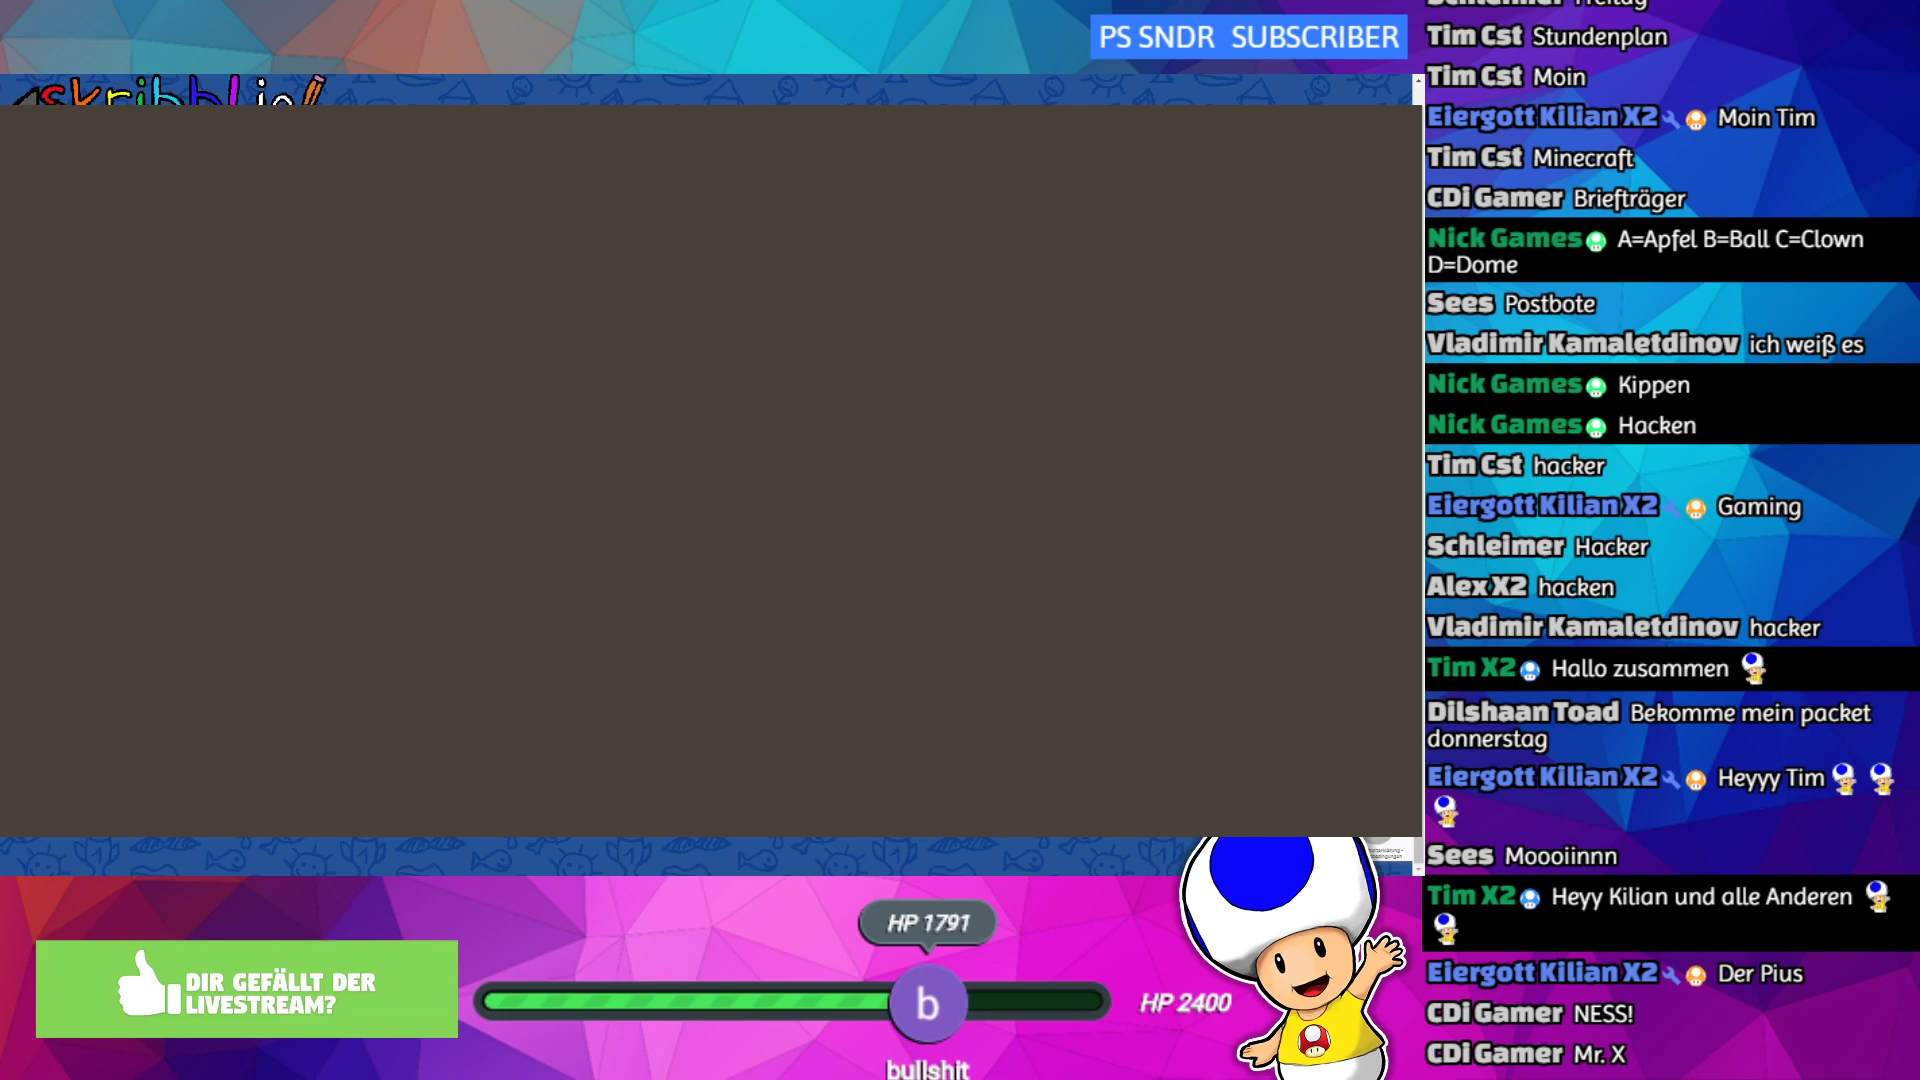 PS SNDR SUBSCRIBER
skribbl.io
DIR GEFÄLLT DER
LIVESTREAM?
HP 1791
b
HP 2400
bullshit
Schleimer Freitag
Tim Cst Stundenplan
Tim Cst Moin
Eiergott Kilian X2 Moin Tim
Tim Cst Minecraft
CDi Gamer Briefträger
Nick Games A=Apfel B=Ball C=Clown
D=Dome
Sees Postbote
Vladimir Kamaletdinov ich weiß es
Nick Games Kippen
Nick Games Hacken
Tim Cst hacker
Eiergott Kilian X2 Gaming
Schleimer Hacker
Alex X2 hacken
Vladimir Kamaletdinov hacker
Tim X2 Hallo zusammen
Dilshaan Toad Bekomme mein packet
donnerstag
Eiergott Kilian X2 Heyyy Tim
Sees Moooiinnn
Tim X2 Heyy Kilian und alle Anderen
Eiergott Kilian X2 Der Pius
CDi Gamer NESS!
CDi Gamer Mr. X